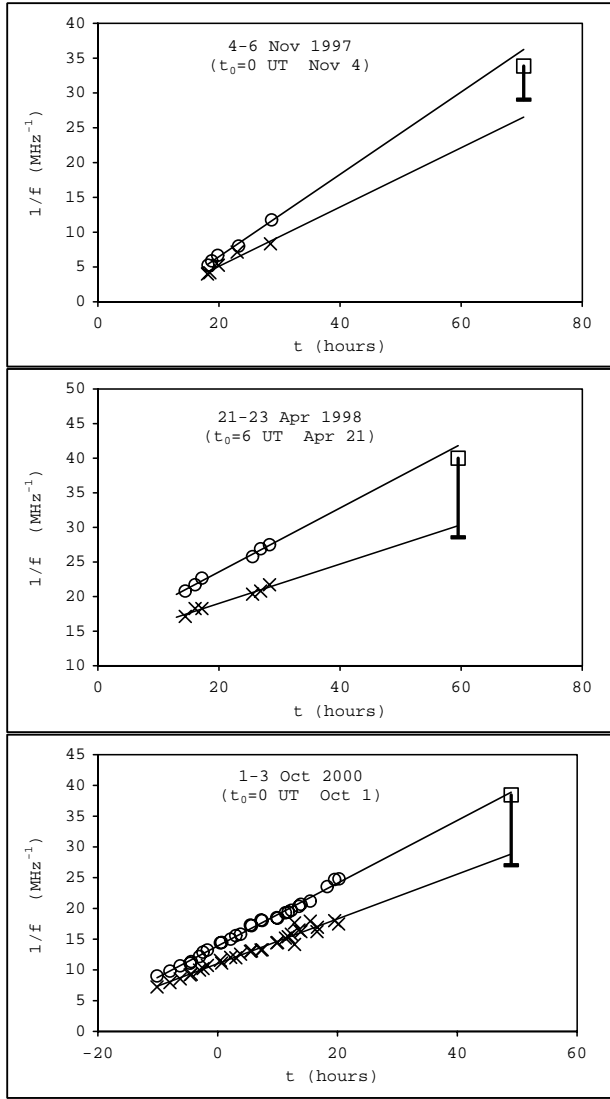 4-6 Nov 1997
(t₀=0 UT Nov 4)
1/f (MHz⁻¹)
40
35
30
25
20
15
10
5
0
0 20 40 60 80
t (hours)
21-23 Apr 1998
(t₀=6 UT Apr 21)
1/f (MHz⁻¹)
50
45
40
35
30
25
20
15
10
0 20 40 60 80
t (hours)
1-3 Oct 2000
(t₀=0 UT Oct 1)
1/f (MHz⁻¹)
45
40
35
30
25
20
15
10
5
0
-20 0 20 40 60
t (hours)